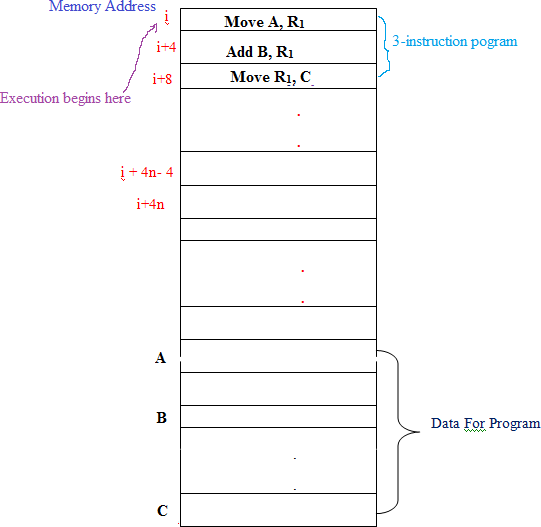 Memory Address
i
Move A, R1
3-instruction pogram
i+4
Add B, R1
i+8
Move R1, C
Execution begins here
i + 4n- 4
i+4n
A
B
Data For Program
C